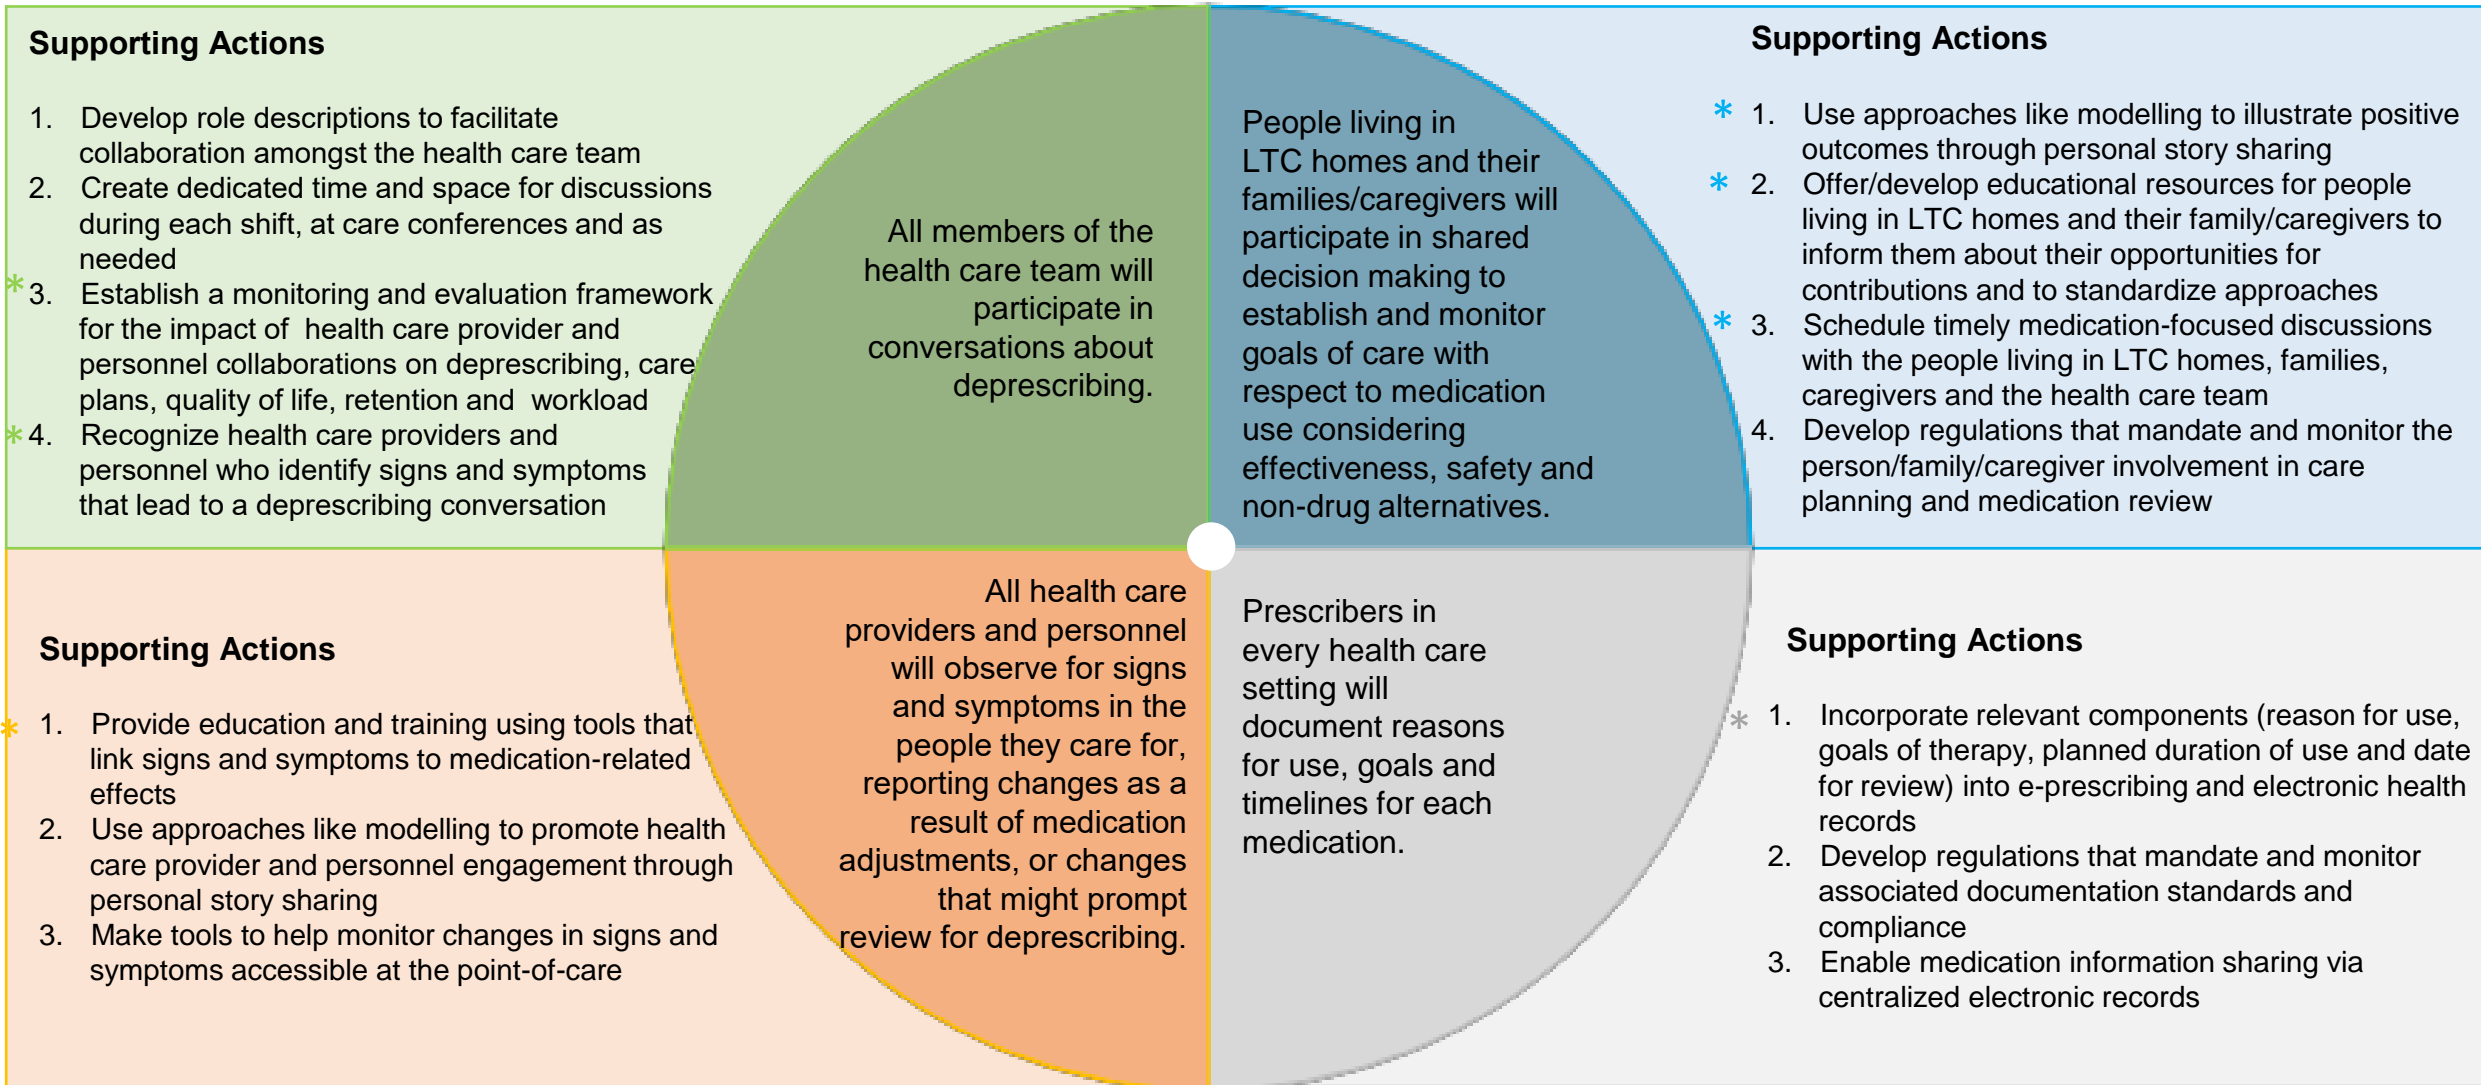 Supporting Actions
1. Develop role descriptions to facilitate
collaboration amongst the health care team
2. Create dedicated time and space for discussions
during each shift, at care conferences and as
needed
* 3. Establish a monitoring and evaluation framework
for the impact of health care provider and
personnel collaborations on deprescribing, care
plans, quality of life, retention and workload
* 4. Recognize health care providers and
personnel who identify signs and symptoms
that lead to a deprescribing conversation
All members of the
health care team will
participate in
conversations about
deprescribing.
People living in
LTC homes and their
families/caregivers will
participate in shared
decision making to
establish and monitor
goals of care with
respect to medication
use considering
effectiveness, safety and
non-drug alternatives.
Supporting Actions
* 1. Use approaches like modelling to illustrate positive
outcomes through personal story sharing
* 2. Offer/develop educational resources for people
living in LTC homes and their family/caregivers to
inform them about their opportunities for
contributions and to standardize approaches
* 3. Schedule timely medication-focused discussions
with the people living in LTC homes, families,
caregivers and the health care team
4. Develop regulations that mandate and monitor the
person/family/caregiver involvement in care
planning and medication review
Supporting Actions
* 1. Provide education and training using tools that
link signs and symptoms to medication-related
effects
2. Use approaches like modelling to promote health
care provider and personnel engagement through
personal story sharing
3. Make tools to help monitor changes in signs and
symptoms accessible at the point-of-care
All health care
providers and personnel
will observe for signs
and symptoms in the
people they care for,
reporting changes as a
result of medication
adjustments, or changes
that might prompt
review for deprescribing.
Prescribers in
every health care
setting will
document reasons
for use, goals and
timelines for each
medication.
Supporting Actions
* 1. Incorporate relevant components (reason for use,
goals of therapy, planned duration of use and date
for review) into e-prescribing and electronic health
records
2. Develop regulations that mandate and monitor
associated documentation standards and
compliance
3. Enable medication information sharing via
centralized electronic records